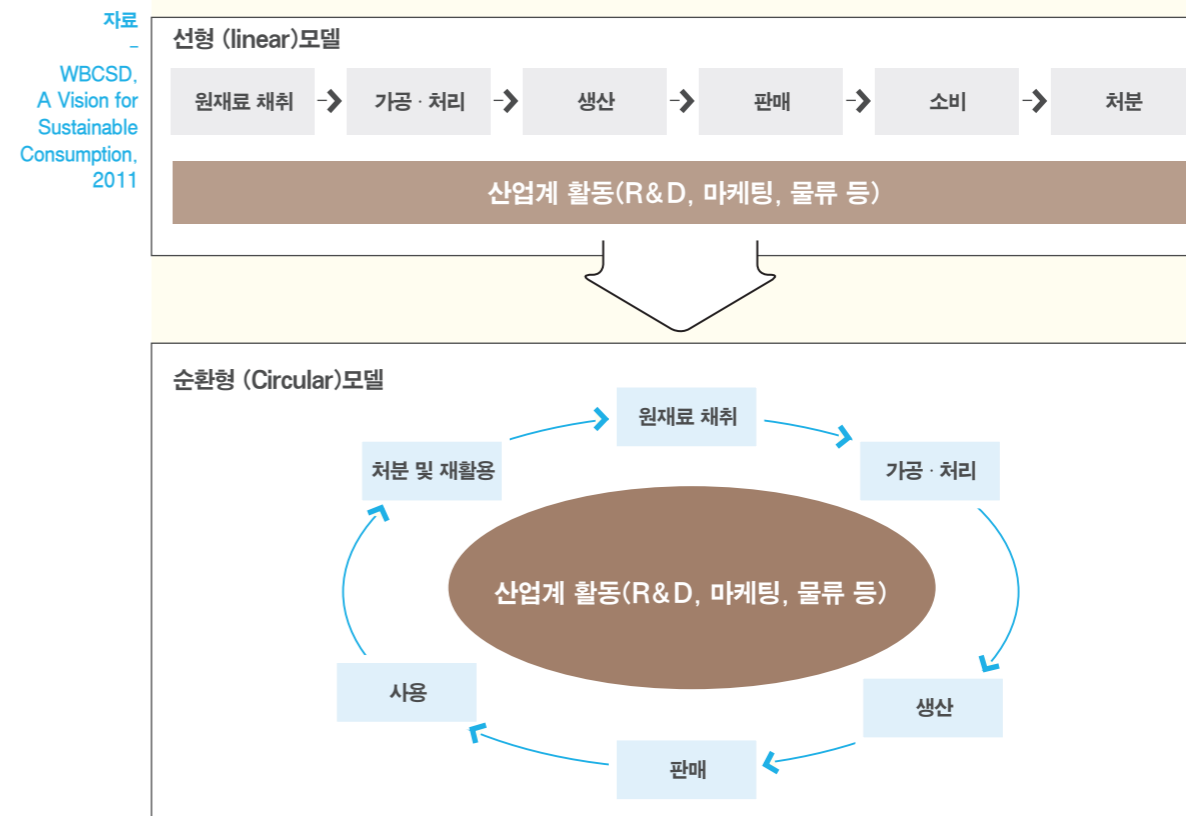 자료
–
WBCSD,
A Vision for
Sustainable
Consumption,
2011
선형 (linear)모델
원재료 채취
가공 · 처리
생산
판매
소비
처분
산업계 활동(R&D, 마케팅, 물류 등)
순환형 (Circular)모델
원재료 채취
처분 및 재활용
가공 · 처리
산업계 활동(R&D, 마케팅, 물류 등)
사용
생산
판매